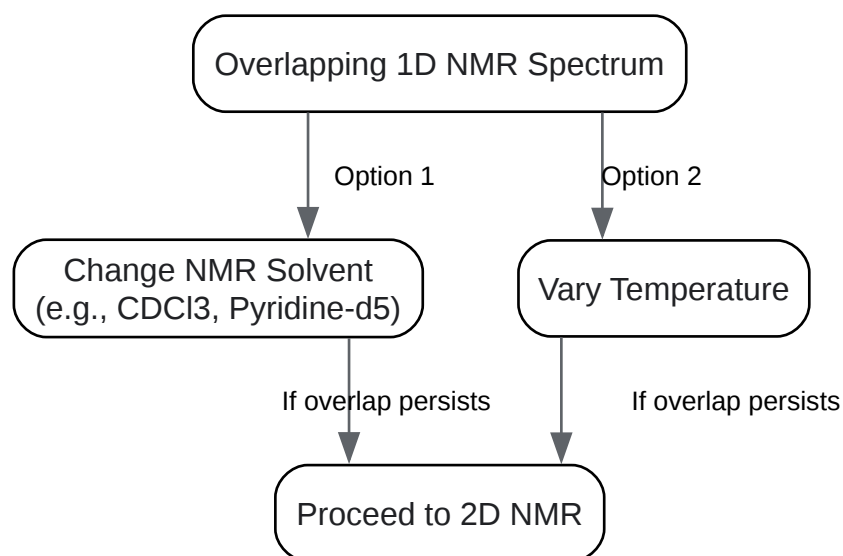 Overlapping 1D NMR Spectrum
Option 1
Option 2
Change NMR Solvent
(e.g., CDCl3, Pyridine-d5)
Vary Temperature
If overlap persists
If overlap persists
Proceed to 2D NMR